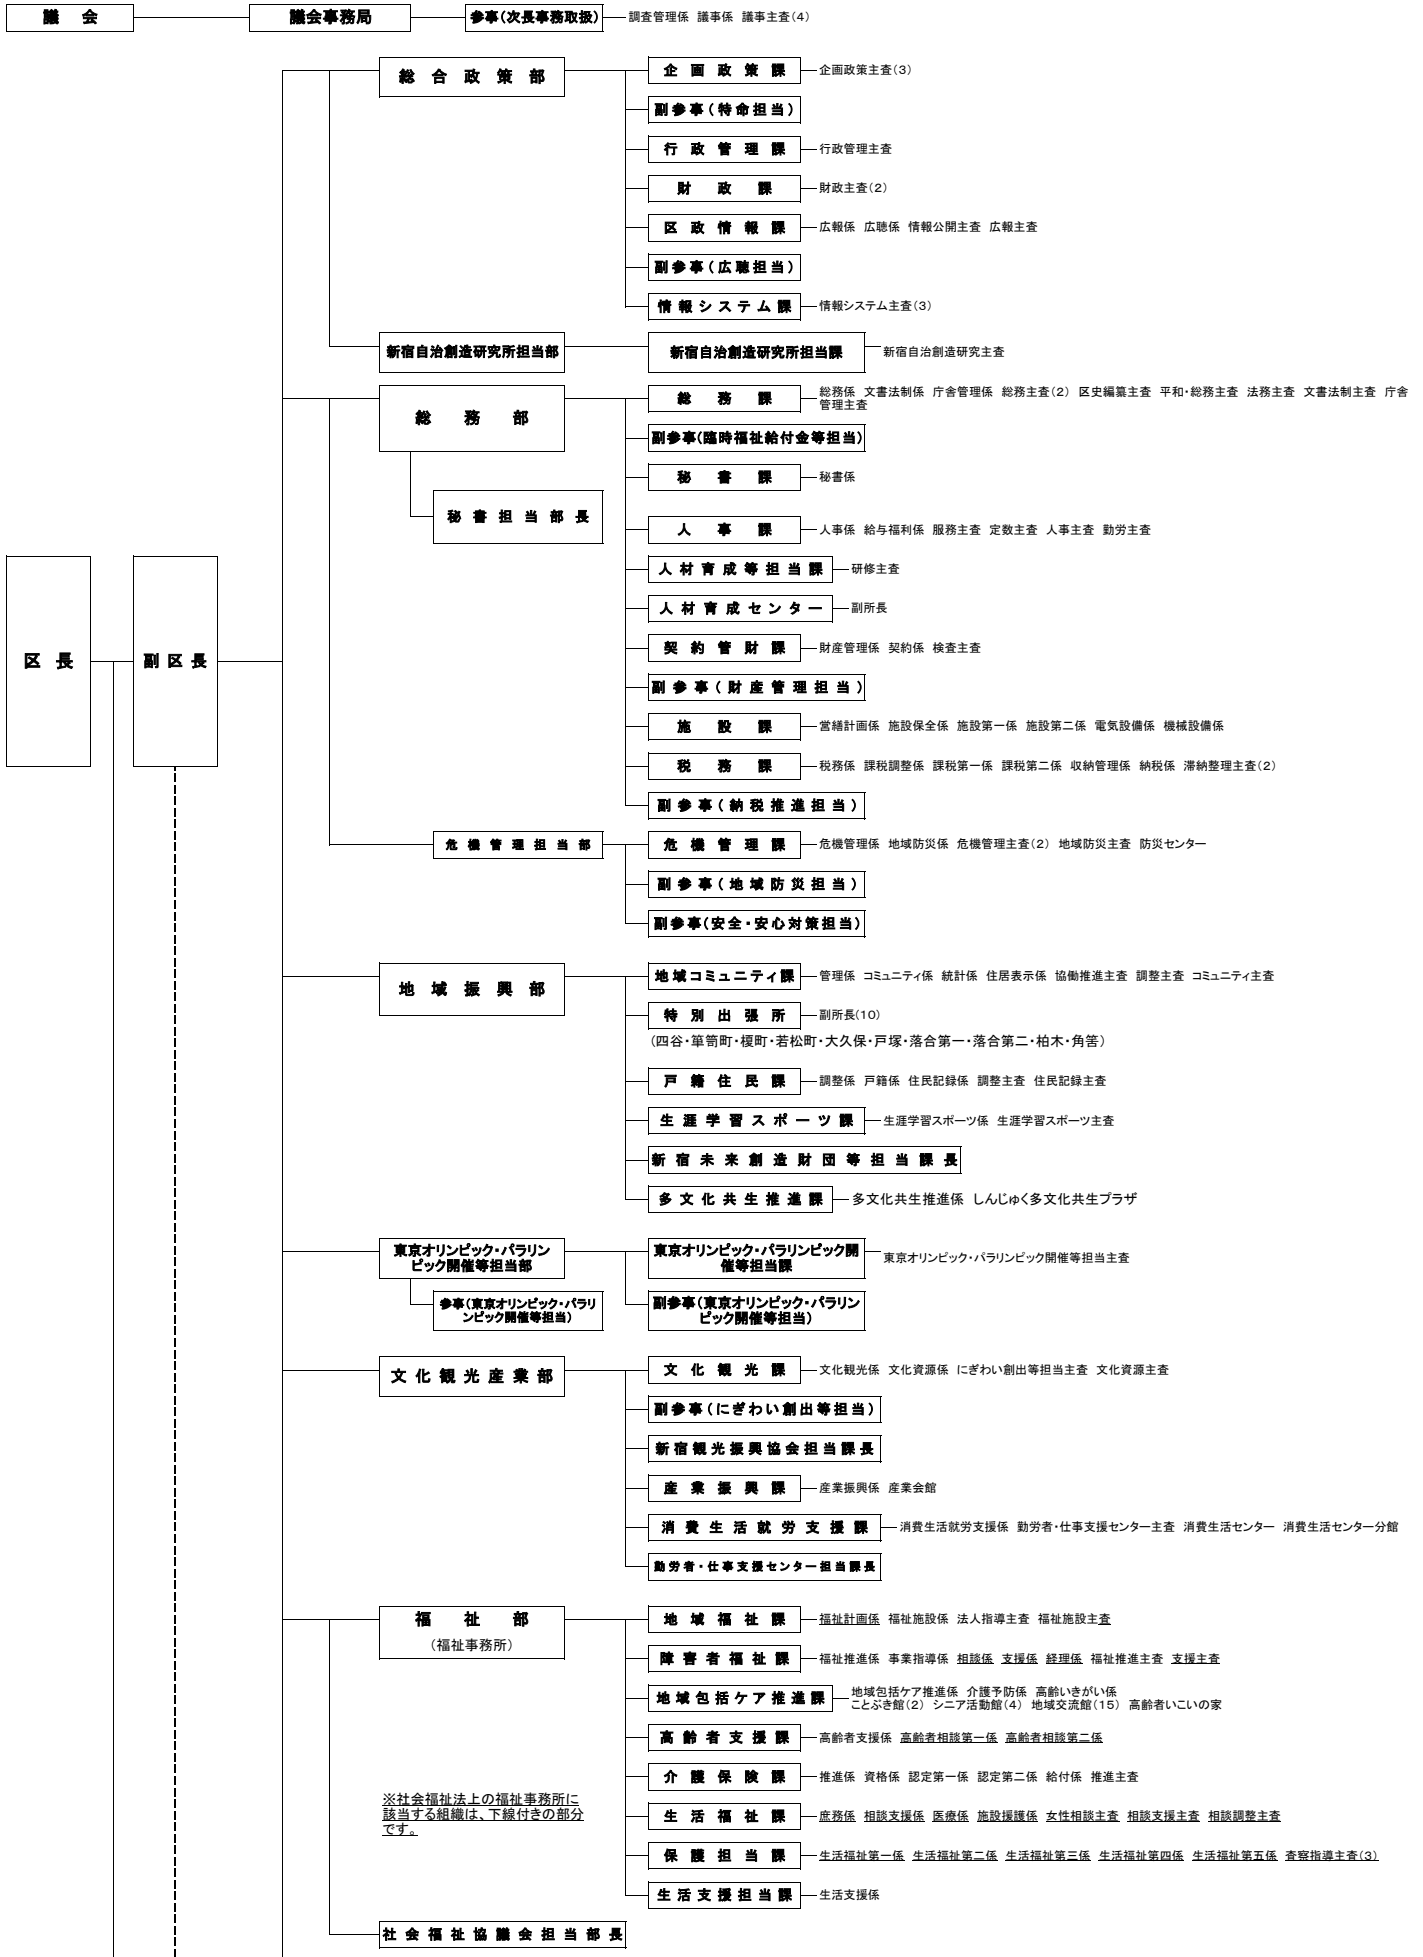 議 会 議会事務局 参事(次長事務取扱) 調査管理係 議事係 議事主査(4)
総合政策部 企画政策課 企画政策主査(3)
副参事(特命担当)
行政管理課 行政管理主査
財政課 財政主査(2)
区政情報課 広報係 広聴係 情報公開主査 広報主査
副参事(広聴担当)
情報システム課 情報システム主査(3)
新宿自治創造研究所担当部 新宿自治創造研究所担当課 新宿自治創造研究主査
総務部 総務課 総務係 文書法制係 庁舎管理係 総務主査(2) 区史編纂主査 平和・総務主査 法務主査 文書法制主査 庁舎
管理主査
副参事(臨時福祉給付金等担当)
秘書課 秘書係
秘書担当部長
人事課 人事係 給与福利係 服務主査 定数主査 人事主査 勤労主査
人材育成等担当課 研修主査
人材育成センター 副所長
区長 副区長 契約管財課 財産管理係 契約係 検査主査
副参事(財産管理担当)
施設課 営繕計画係 施設保全係 施設第一係 施設第二係 電気設備係 機械設備係
税務課 税務係 課税調整係 課税第一係 課税第二係 収納管理係 納税係 滞納整理主査(2)
副参事(納税推進担当)
危機管理担当部 危機管理課 危機管理係 地域防災係 危機管理主査(2) 地域防災主査 防災センター
副参事(地域防災担当)
副参事(安全・安心対策担当)
地域振興部 地域コミュニティ課 管理係 コミュニティ係 統計係 住居表示係 協働推進主査 調整主査 コミュニティ主査
特別出張所 副所長(10)
(四谷・箪笥町・榎町・若松町・大久保・戸塚・落合第一・落合第二・柏木・角筈)
戸籍住民課 調整係 戸籍係 住民記録係 調整主査 住民記録主査
生涯学習スポーツ課 生涯学習スポーツ係 生涯学習スポーツ主査
新宿未来創造財団等担当課長
多文化共生推進課 多文化共生推進係 しんじゅく多文化共生プラザ
東京オリンピック・パラリン
ピック開催等担当部
東京オリンピック・パラリンピック開
催等担当課
東京オリンピック・パラリンピック開催等担当主査
参事(東京オリンピック・パラリ
ンピック開催等担当)
副参事(東京オリンピック・パラリン
ピック開催等担当)
文化観光産業部 文化観光課 文化観光係 文化資源係 にぎわい創出等担当主査 文化資源主査
副参事(にぎわい創出等担当)
新宿観光振興協会担当課長
産業振興課 産業振興係 産業会館
消費生活就労支援課 消費生活就労支援係 勤労者・仕事支援センター主査 消費生活センター 消費生活センター分館
勤労者・仕事支援センター担当課長
福祉部 地域福祉課 福祉計画係 福祉施設係 法人指導主査 福祉施設主査
(福祉事務所)
障害者福祉課 福祉推進係 事業指導係 相談係 支援係 経理係 福祉推進主査 支援主査
地域包括ケア推進課 地域包括ケア推進係 介護予防係 高齢いきがい係
ことぶき館(2) シニア活動館(4) 地域交流館(15) 高齢者いこいの家
高齢者支援課 高齢者支援係 高齢者相談第一係 高齢者相談第二係
介護保険課 推進係 資格係 認定第一係 認定第二係 給付係 推進主査
※社会福祉法上の福祉事務所に
該当する組織は、下線付きの部分
です。
生活福祉課 庶務係 相談支援係 医療係 施設援護係 女性相談主査 相談支援主査 相談調整主査
保護担当課 生活福祉第一係 生活福祉第二係 生活福祉第三係 生活福祉第四係 生活福祉第五係 査察指導主査(3)
生活支援担当課 生活支援係
社会福祉協議会担当部長